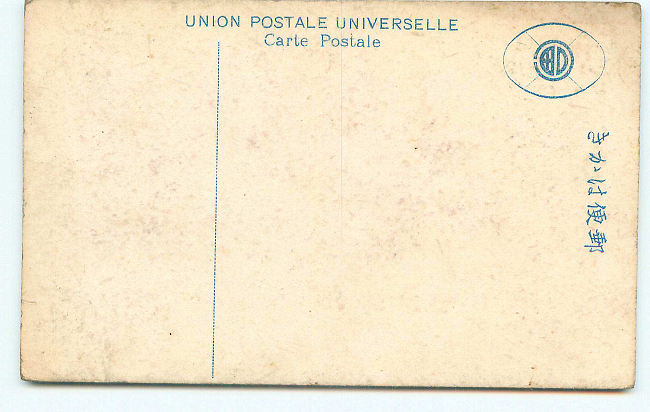 UNION POSTALE UNIVERSELLE
Carte Postale
郵便はがき